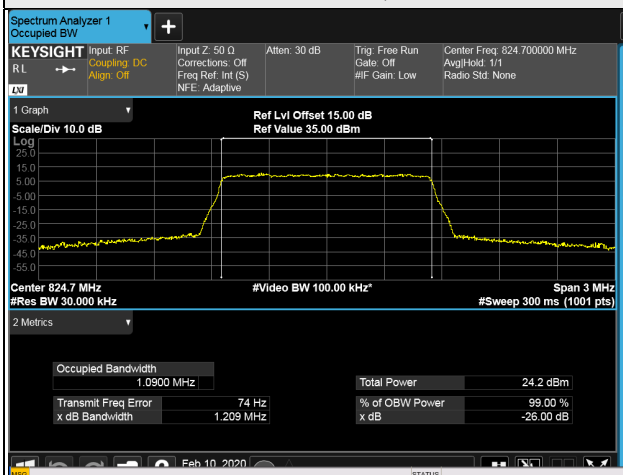 Spectrum Analyzer 1
Occupied BW
KEYSIGHT
RL
LXI
Input: RF
Coupling: DC
Align: Off
Input Z: 50 Ω
Corrections: Off
Freq Ref: Int (S)
NFE: Adaptive
Atten: 30 dB
Trig: Free Run
Gate: Off
#IF Gain: Low
Center Freq: 824.700000 MHz
Avg|Hold: 1/1
Radio Std: None
1 Graph
Scale/Div 10.0 dB
Ref Lvl Offset 15.00 dB
Ref Value 35.00 dBm
Log
25.0
15.0
5.00
-5.00
-15.0
-25.0
-35.0
-45.0
-55.0
Center 824.7 MHz
#Video BW 100.00 kHz*
Span 3 MHz
#Res BW 30.000 kHz
#Sweep 300 ms (1001 pts)
2 Metrics
Occupied Bandwidth
1.0900 MHz
Total Power 24.2 dBm
Transmit Freq Error 74 Hz
% of OBW Power 99.00 %
x dB Bandwidth 1.209 MHz
x dB -26.00 dB
Feb 10, 2020
MSG
STATUS